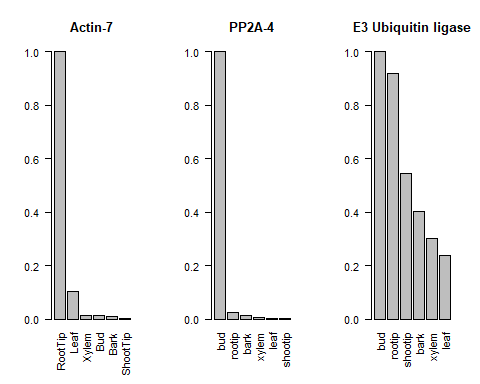 Actin-7
PP2A-4
E3 Ubiquitin ligase
1.0
0.8
0.6
0.4
0.2
0.0
RootTip
Leaf
Xylem
Bud
Bark
ShootTip
1.0
0.8
0.6
0.4
0.2
0.0
bud
rootip
bark
xylem
leaf
shootip
1.0
0.8
0.6
0.4
0.2
0.0
bud
rootip
shootip
bark
xylem
leaf